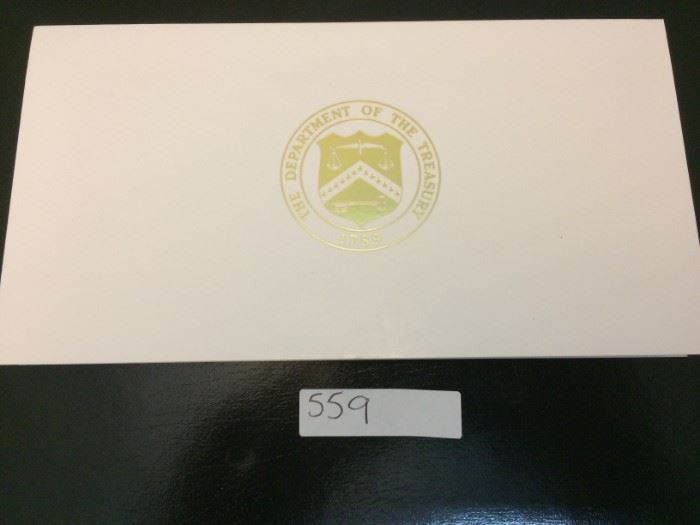 THE DEPARTMENT OF THE TREASURY
1789
559